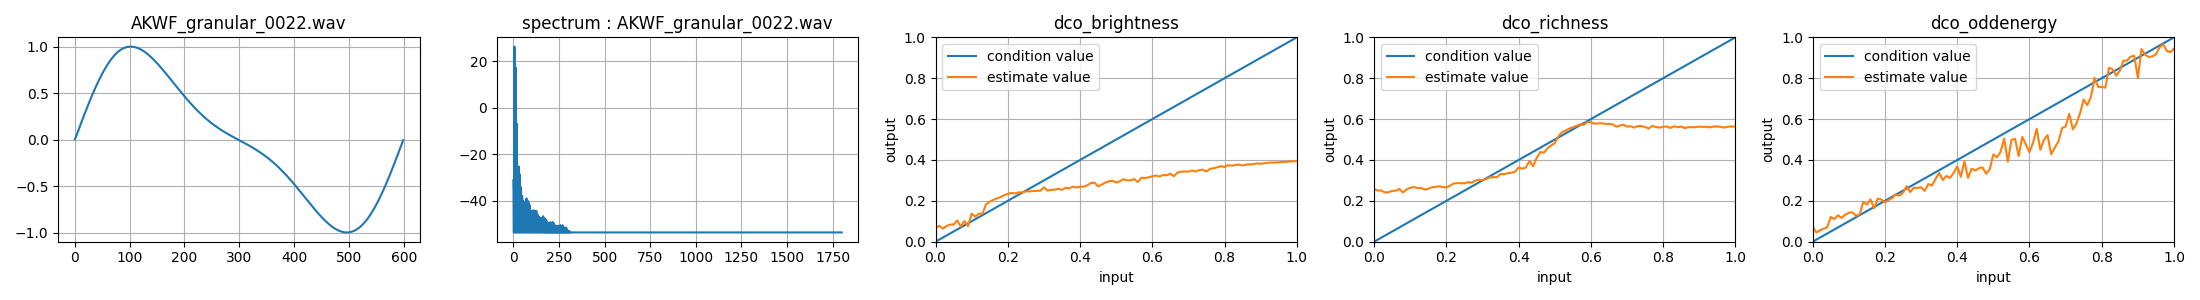 AKWF_granular_0022.wav
1.0
0.5
0.0
−0.5
−1.0
0 100 200 300 400 500 600
spectrum : AKWF_granular_0022.wav
20
0
−20
−40
0 250 500 750 1000 1250 1500 1750
dco_brightness
condition value
estimate value
output
1.0
0.8
0.6
0.4
0.2
0.0
0.0 0.2 0.4 0.6 0.8 1.0
input
dco_richness
condition value
estimate value
output
1.0
0.8
0.6
0.4
0.2
0.0
0.0 0.2 0.4 0.6 0.8 1.0
input
dco_oddenergy
condition value
estimate value
output
1.0
0.8
0.6
0.4
0.2
0.0
0.0 0.2 0.4 0.6 0.8 1.0
input